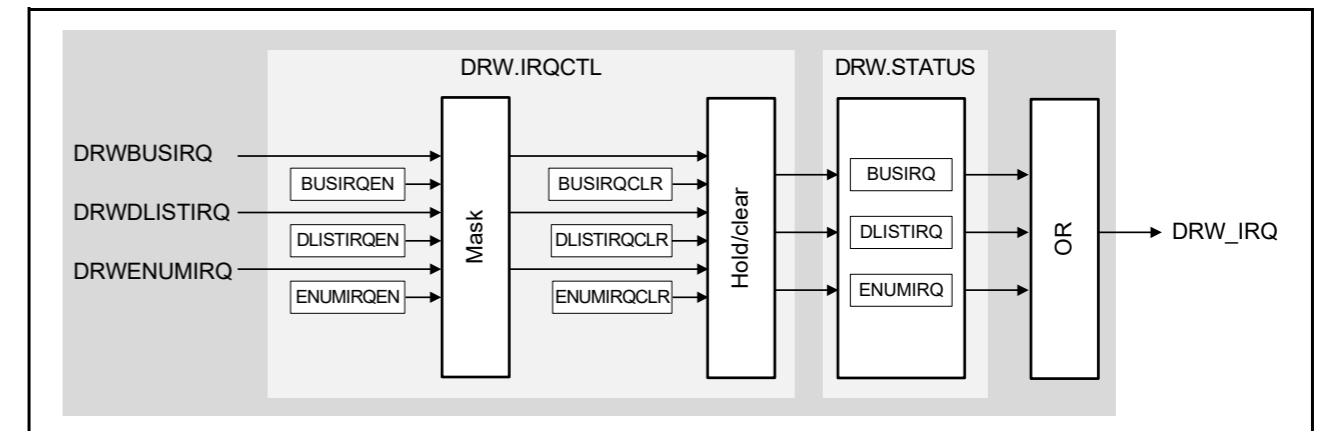 DRW.IRQCTL DRW.STATUS
DRWBUSIRQ
BUSIRQEN BUSIRQCLR BUSIRQ
DRWDLISTIRQ
DLISTIRQEN Mask DLISTIRQCLR Hold/clear DLISTIRQ OR DRW_IRQ
DRWENUMIRQ
ENUMIRQEN ENUMIRQCLR ENUMIRQ